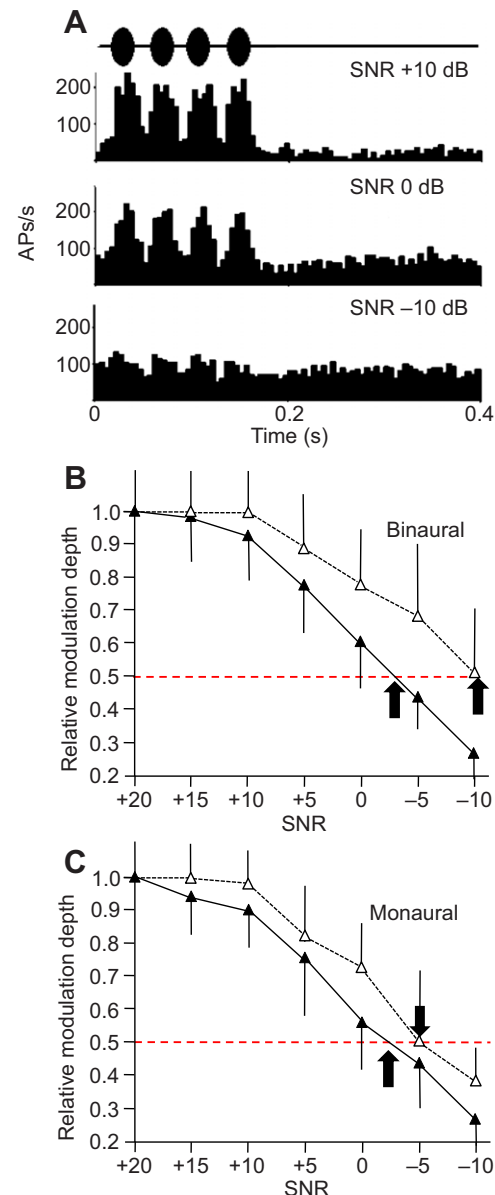 A
SNR +10 dB
200
100
SNR 0 dB
200
100
APs/s
SNR –10 dB
200
100
0 0.2 0.4
Time (s)
B
Binaural
1.0
0.9
0.8
0.7
0.6
0.5
0.4
0.3
0.2
Relative modulation depth
+20 +15 +10 +5 0 –5 –10
SNR
C
Monaural
1.0
0.9
0.8
0.7
0.6
0.5
0.4
0.3
0.2
Relative modulation depth
+20 +15 +10 +5 0 –5 –10
SNR